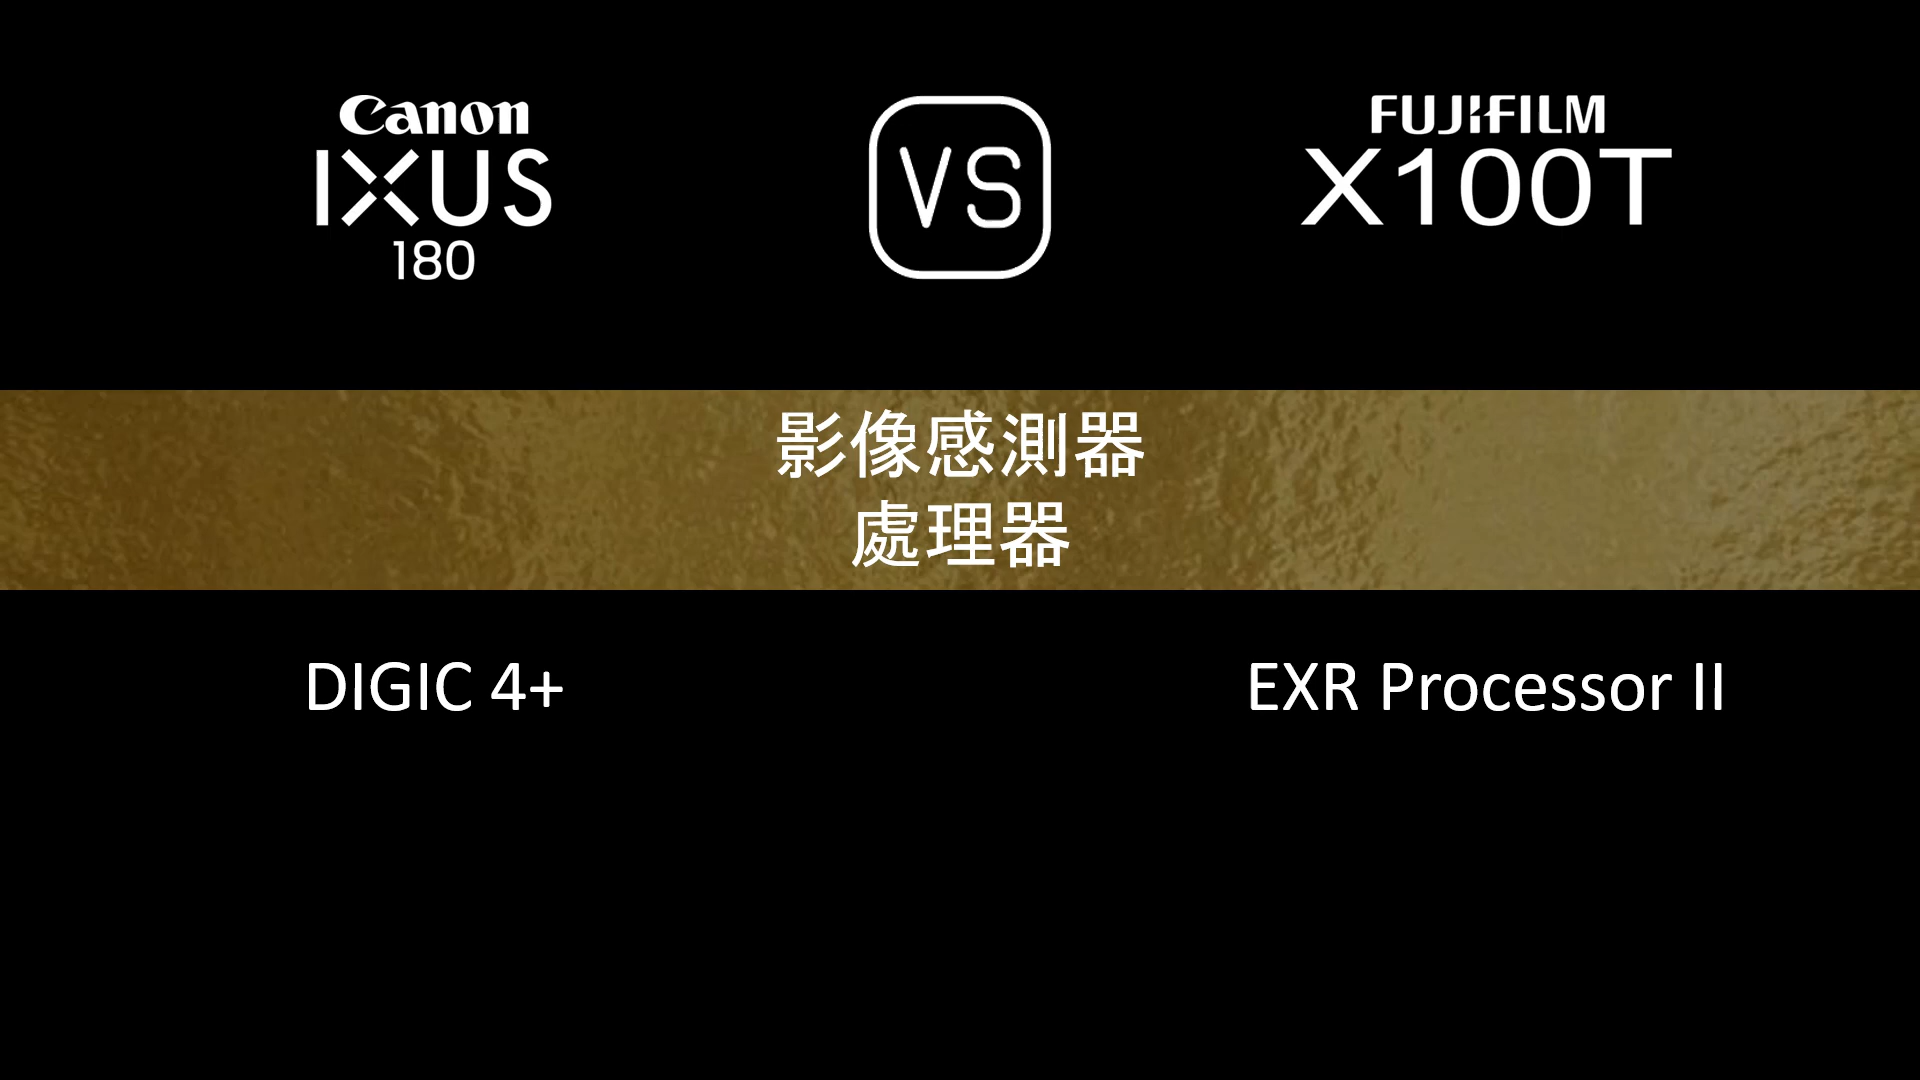 Canon
IXUS
180
VS
FUJIFILM
X100T
影像感測器
處理器
DIGIC 4+
EXR Processor II